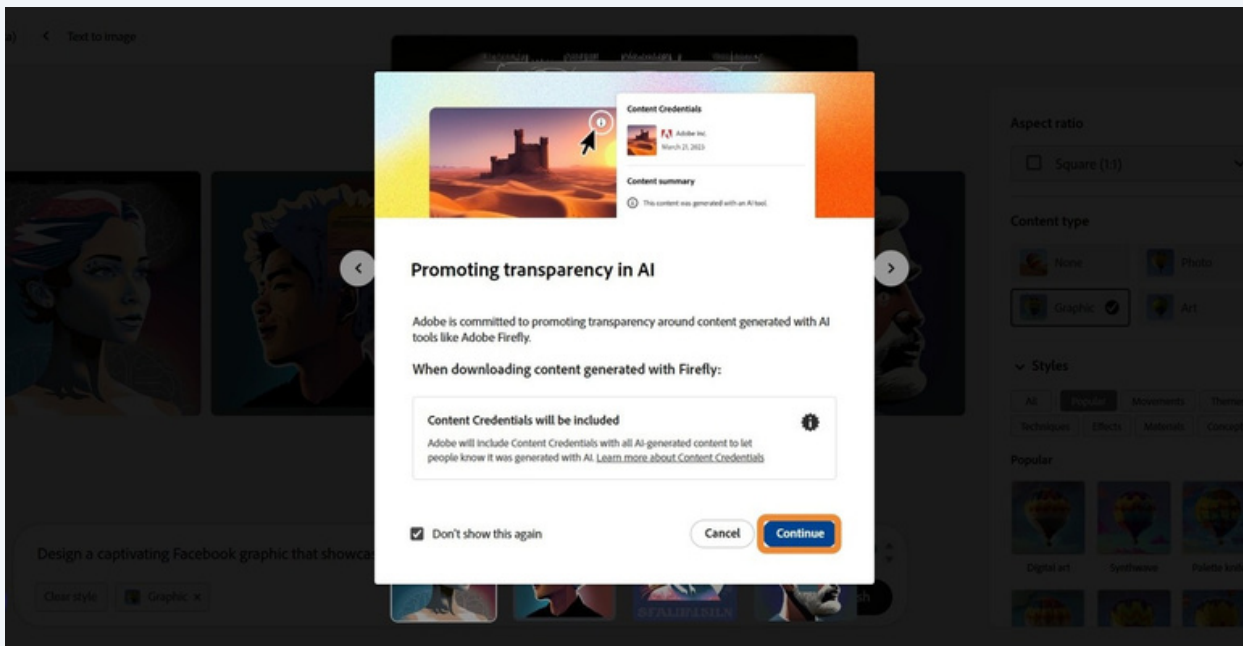 a)
Text to image
Content Credentials
Adobe Inc.
March 21, 2023
Content summary
This content was generated with an AI tool.
Promoting transparency in AI
Adobe is committed to promoting transparency around content generated with AI
tools like Adobe Firefly.
When downloading content generated with Firefly:
Content Credentials will be included
Adobe will include Content Credentials with all AI-generated content to let
people know it was generated with AI. Learn more about Content Credentials
Don't show this again
Cancel
Continue
Aspect ratio
Square (1:1)
Content type
None
Photo
Graphic
Art
Styles
All
Popular
Movements
Theme
Techniques
Effects
Materials
Concept
Popular
Digital art
Synthwave
Palette knif
Design a captivating Facebook graphic that showcas
Clear style
Graphic
sh